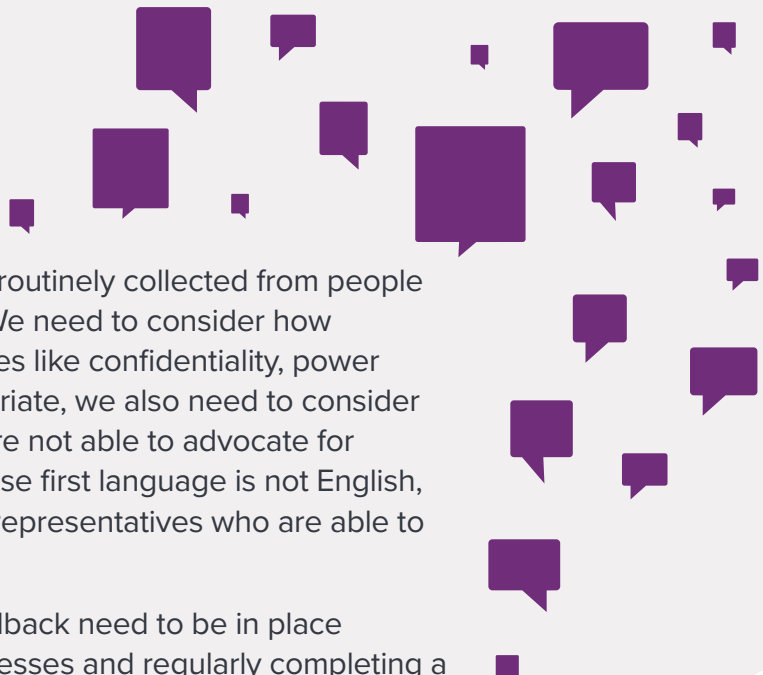 routinely collected from people
We need to consider how
es like confidentiality, power
riate, we also need to consider
re not able to advocate for
se first language is not English,
representatives who are able to
lback need to be in place
esses and regularly completing a